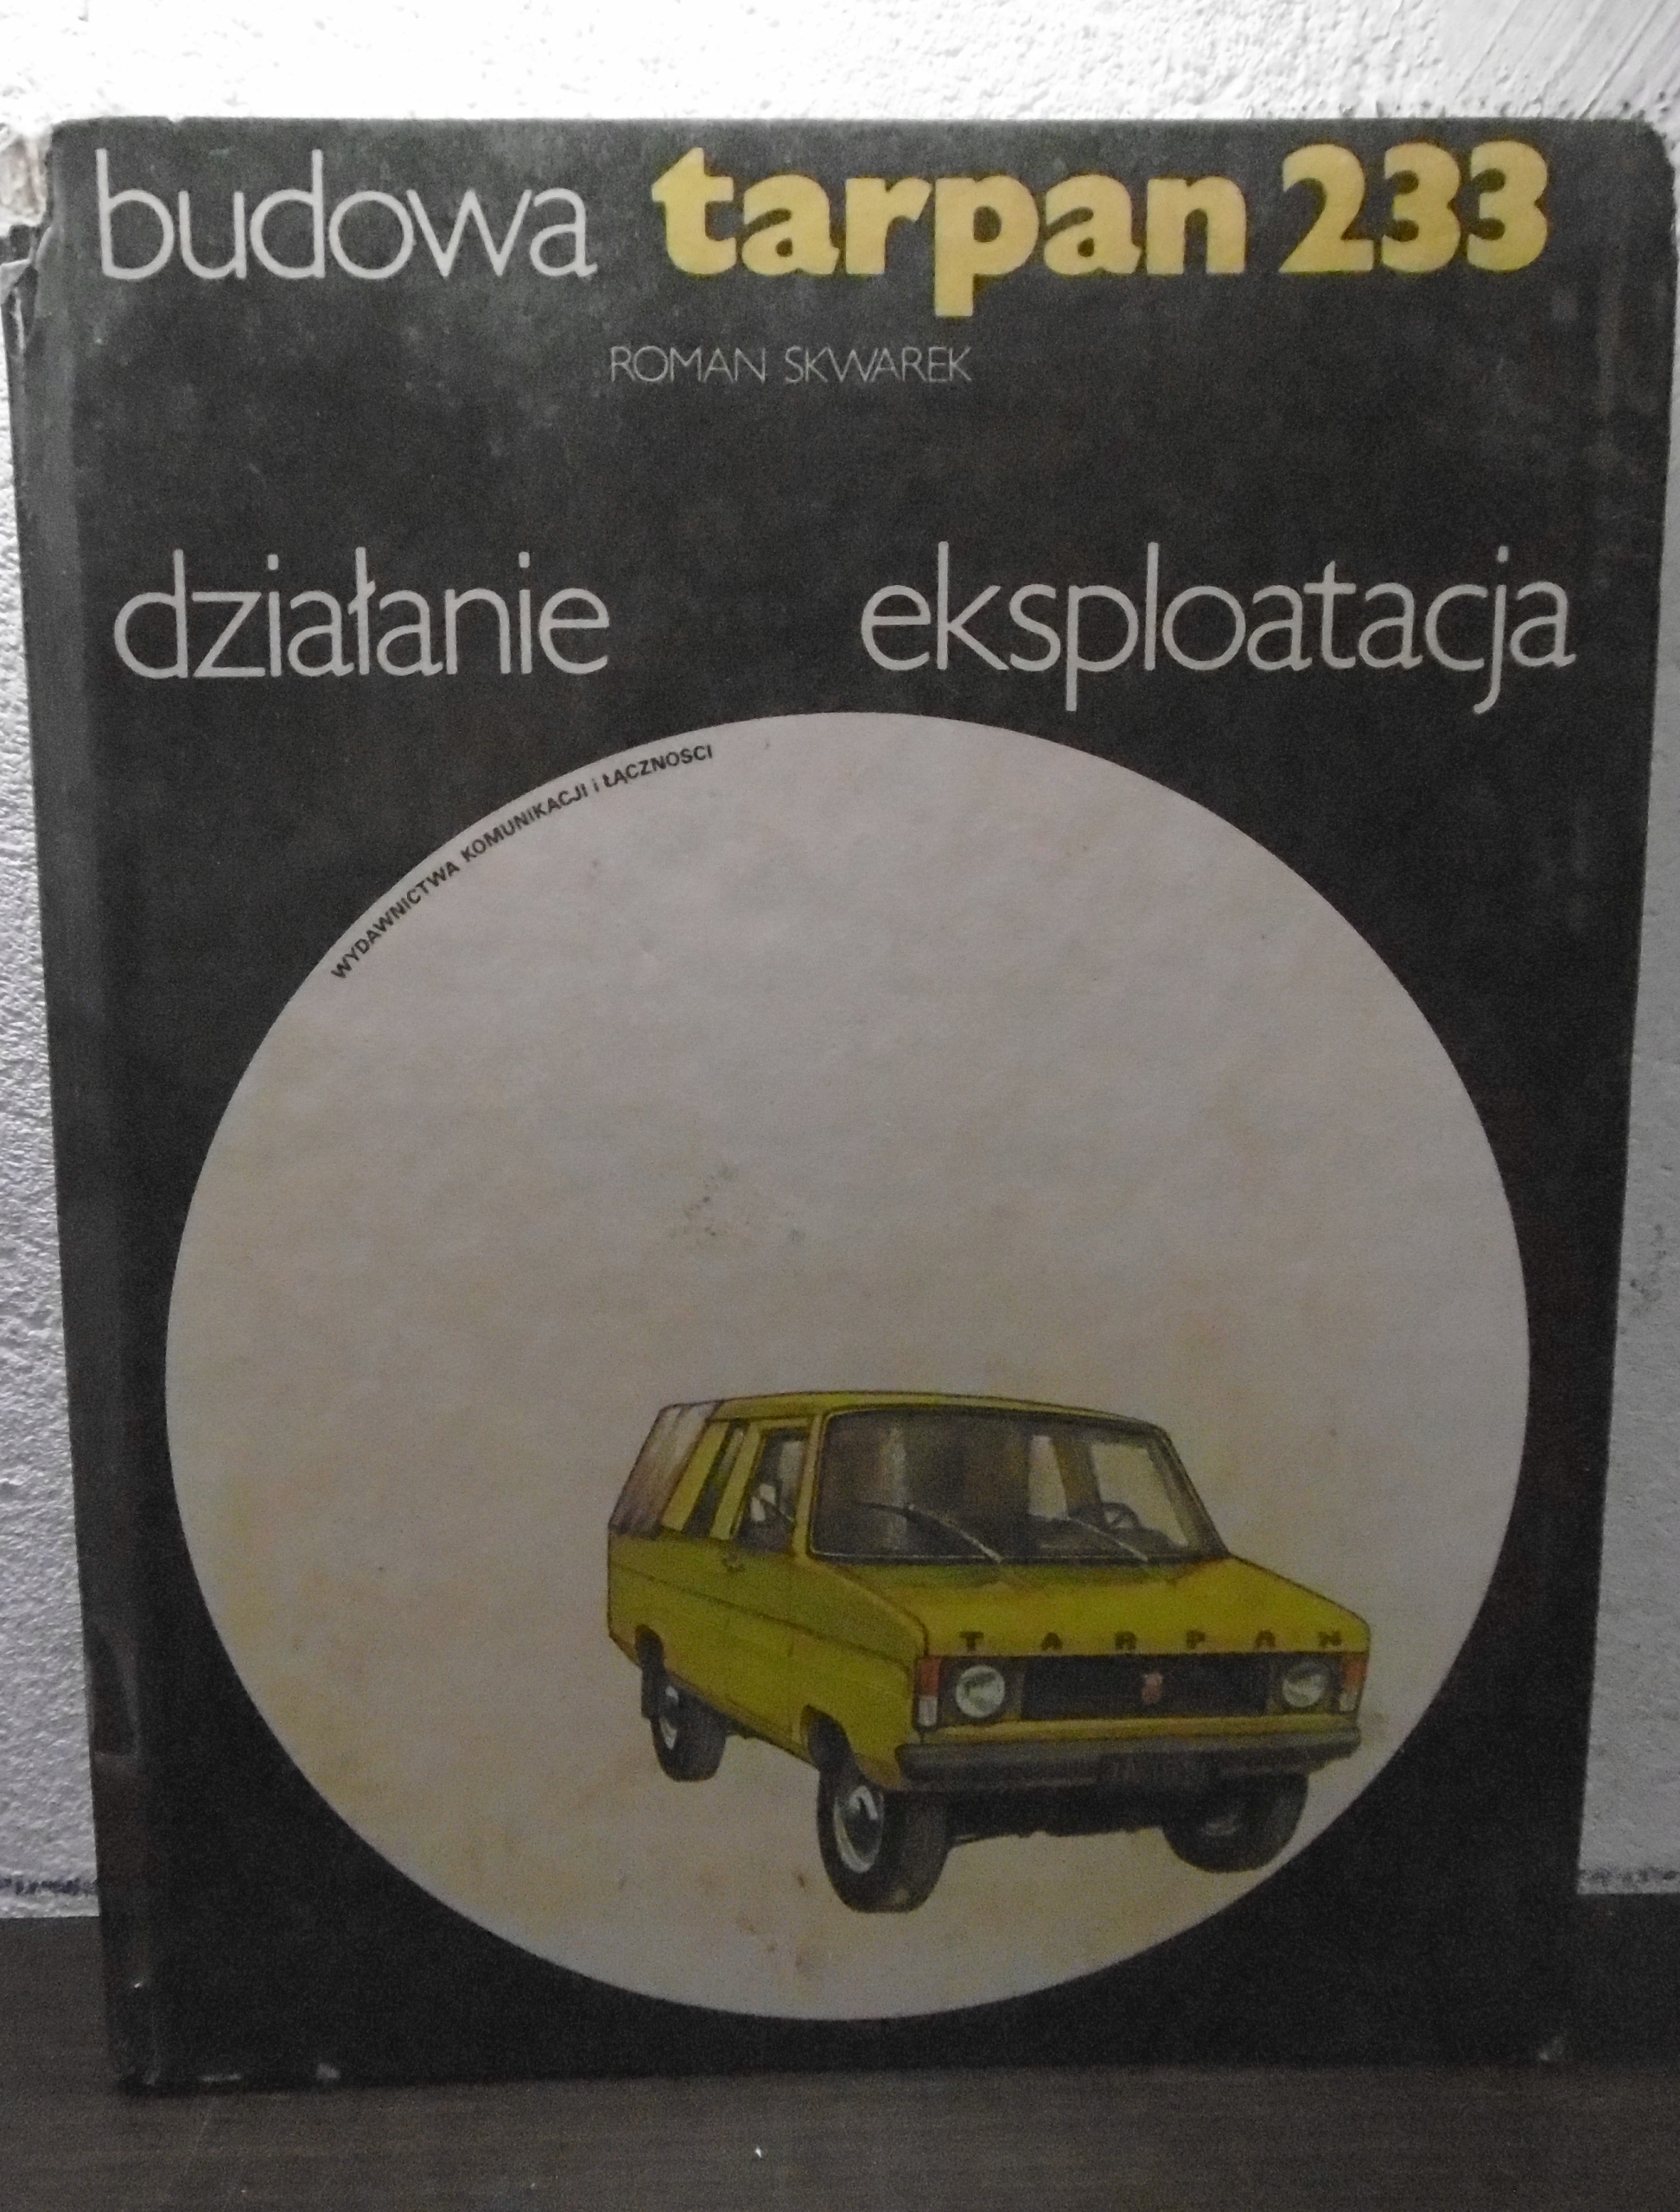 budowa tarpan 233
ROMAN SKWAREK
działanie eksploatacja
WYDAWNICTWA KOMUNIKACJI i ŁĄCZNOŚCI
TARPAN